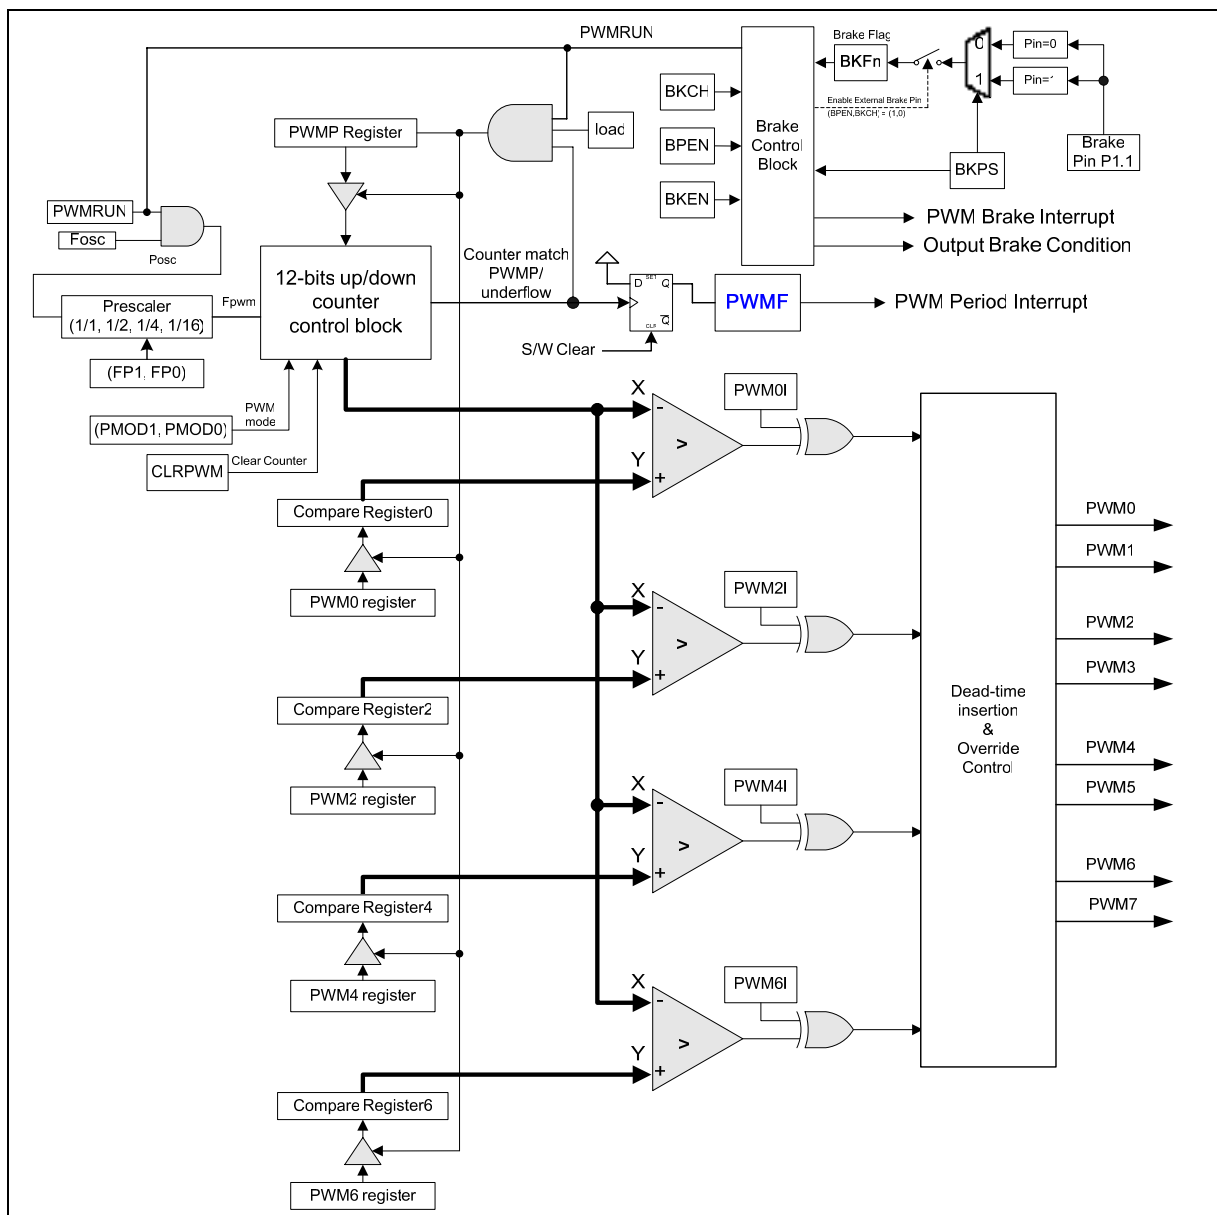 PWMRUN
Brake Flag
BKFn
0
1
Pin=0
Pin=1
BKCH
Enable External Brake Pin
(BPEN,BKCH) = (1,0)
PWMP Register
load
BPEN
Brake
Control
Block
Brake
Pin P1.1
BKPS
BKEN
PWMRUN
Fosc
Posc
PWM Brake Interrupt
Output Brake Condition
12-bits up/down
counter
control block
Counter match
PWMP/
underflow
D
SET
Q
Q
CLR
PWMF
PWM Period Interrupt
Prescaler
(1/1, 1/2, 1/4, 1/16)
Fpwm
S/W Clear
(FP1, FP0)
(PMOD1, PMOD0)
PWM
mode
CLRPWM
Clear Counter
X
-
>
Y
+
PWM0I
Compare Register0
PWM0 register
PWM0
PWM1
X
-
>
Y
+
PWM2I
Compare Register2
PWM2 register
PWM2
PWM3
Dead-time
insertion
&
Override
Control
X
-
>
Y
+
PWM4I
Compare Register4
PWM4 register
PWM4
PWM5
PWM6
PWM7
X
-
>
Y
+
PWM6I
Compare Register6
PWM6 register